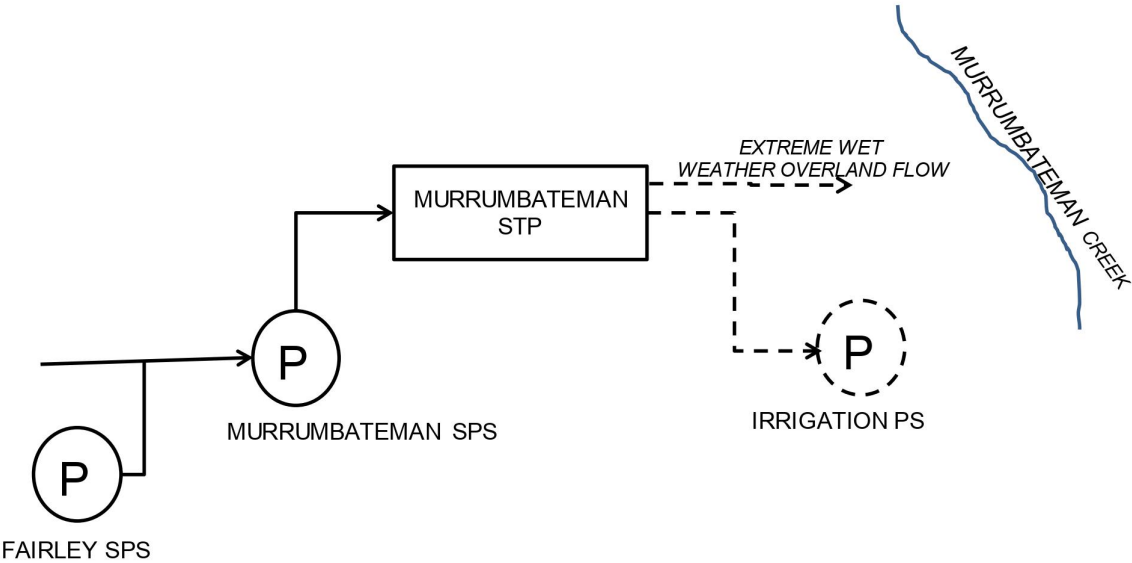 EXTREME WET
WEATHER OVERLAND FLOW
MURRUMBATEMAN CREEK
MURRUMBATEMAN
STP
P
P
MURRUMBATEMAN SPS
IRRIGATION PS
P
FAIRLEY SPS